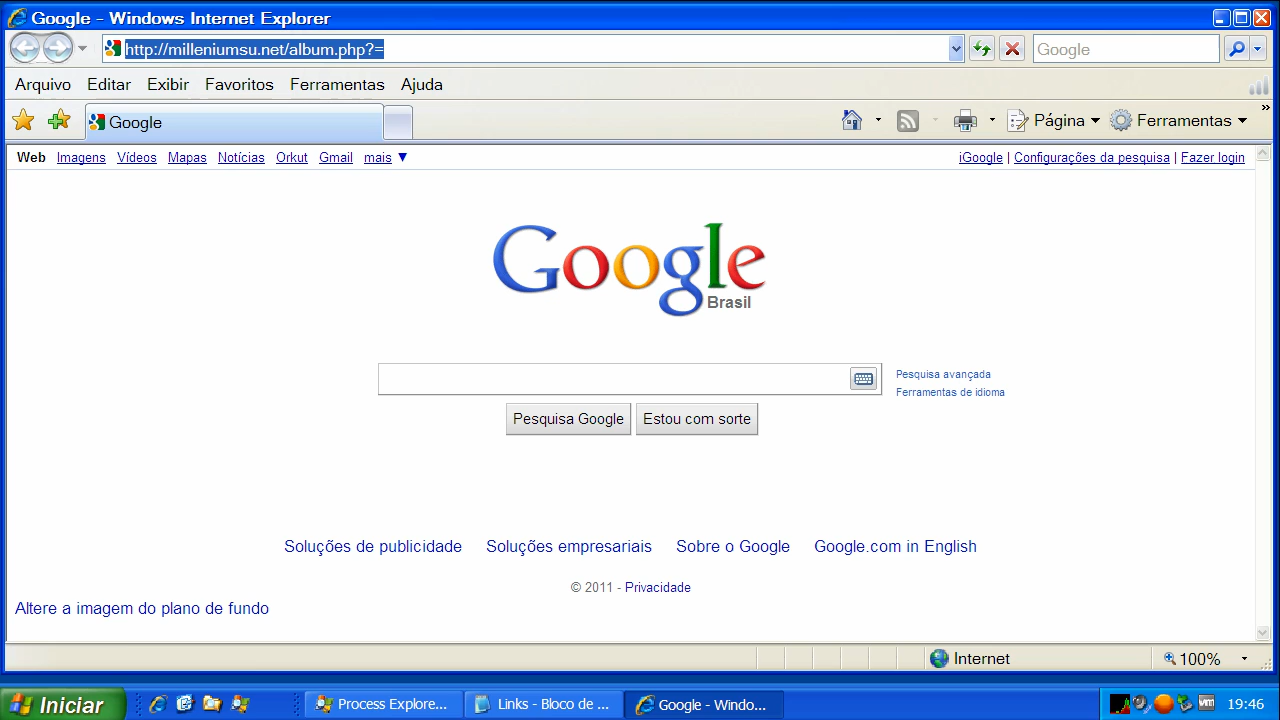 Google - Windows Internet Explorer
http://milleniumsu.net/album.php?=
Google
Arquivo Editar Exibir Favoritos Ferramentas Ajuda
Google
Página Ferramentas
Web Imagens Vídeos Mapas Notícias Orkut Gmail mais ▼
iGoogle | Configurações da pesquisa | Fazer login
Google
Brasil
Pesquisa avançada
Ferramentas de idioma
Pesquisa Google Estou com sorte
Soluções de publicidade Soluções empresariais Sobre o Google Google.com in English
© 2011 - Privacidade
Altere a imagem do plano de fundo
Internet 100%
Iniciar Process Explore... Links - Bloco de ... Google - Windo... 19:46